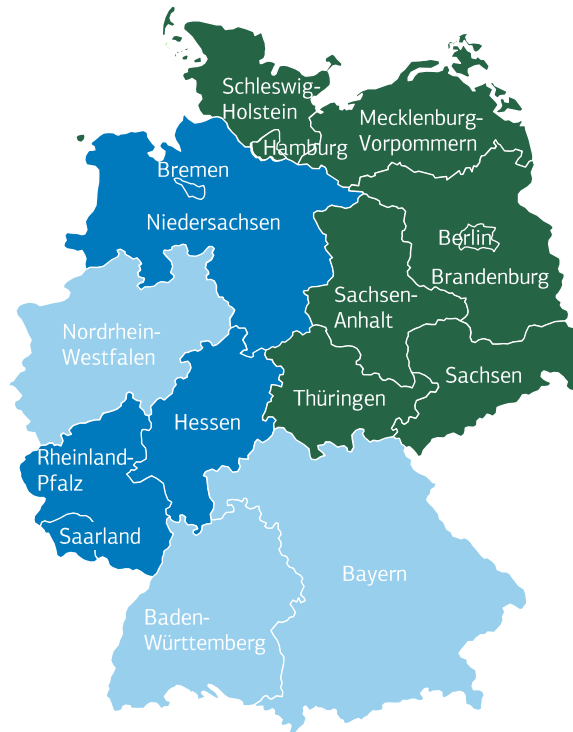 Schleswig-
Holstein
Mecklenburg-
Vorpommern
Hamburg
Bremen
Niedersachsen
Berlin
Brandenburg
Sachsen-
Anhalt
Nordrhein-
Westfalen
Sachsen
Thüringen
Hessen
Rheinland-
Pfalz
Saarland
Bayern
Baden-
Württemberg